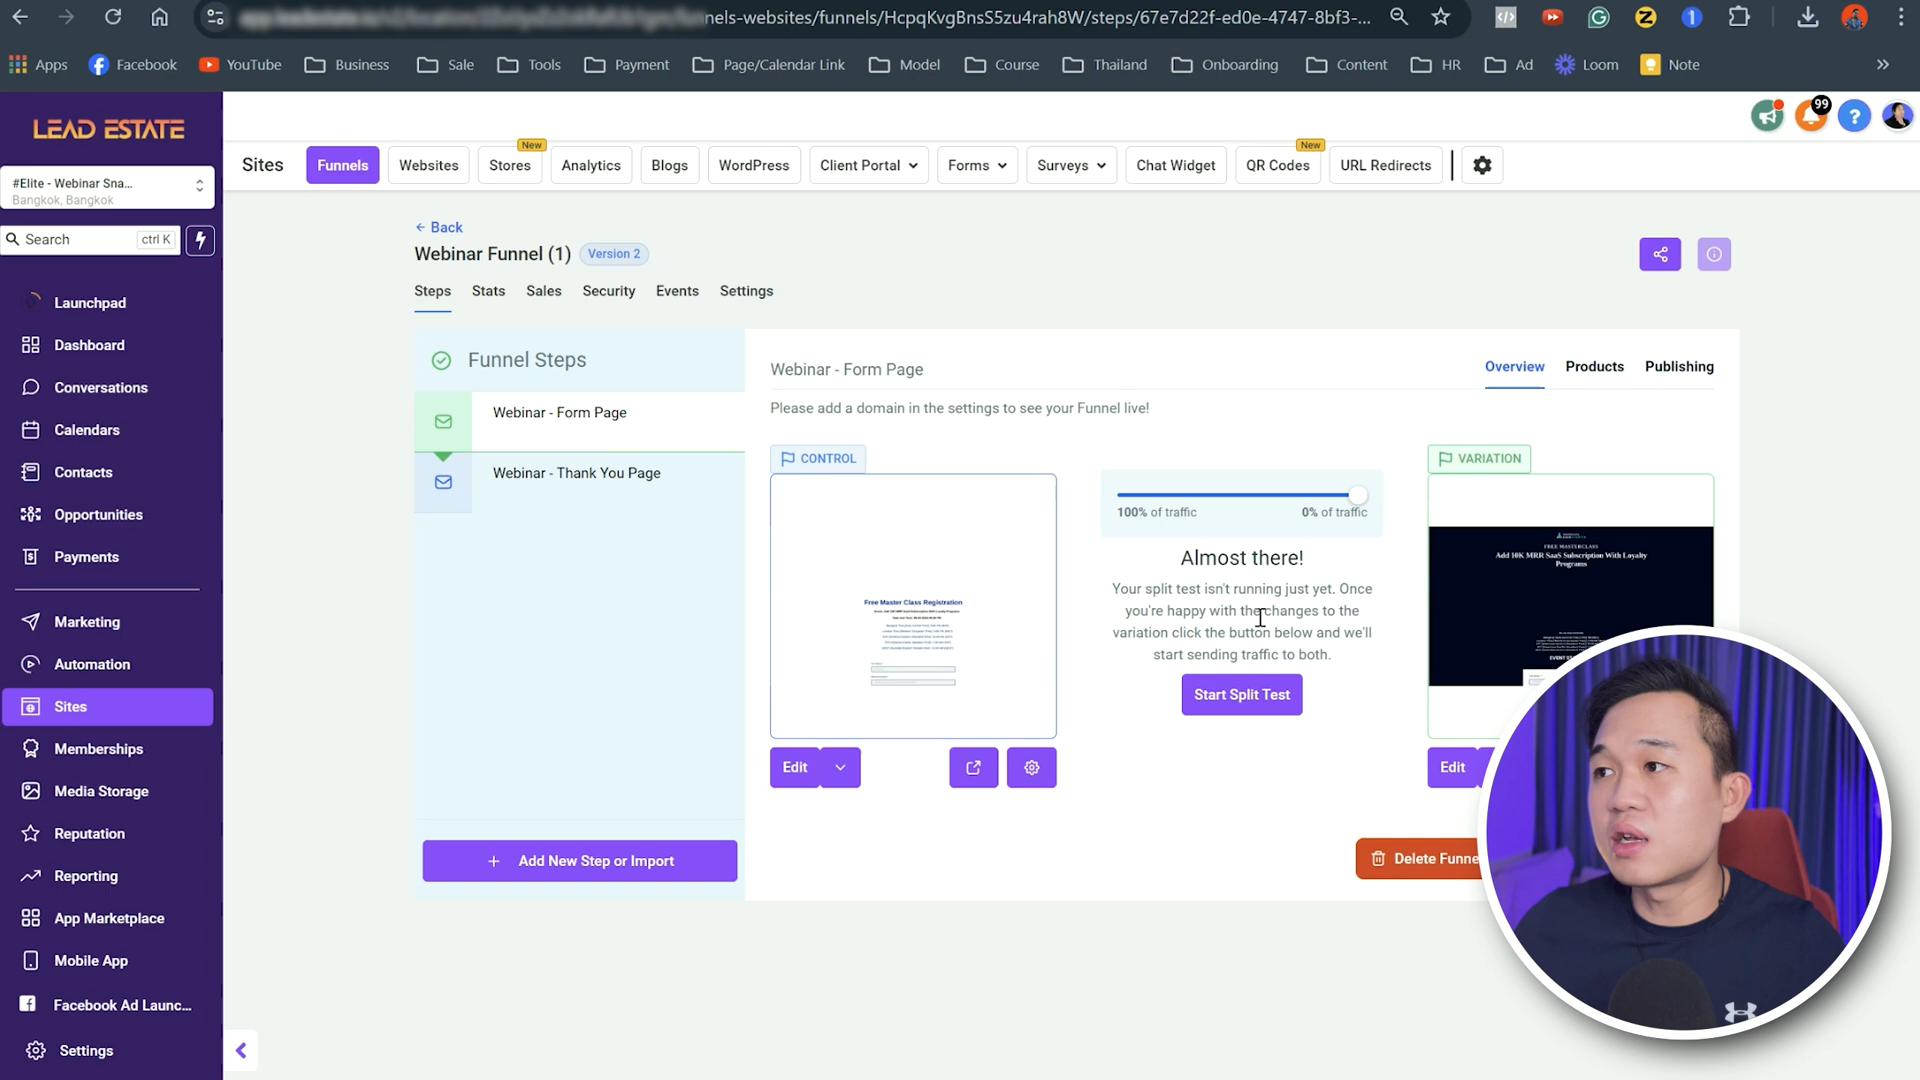 nels-websites/funnels/HcpqKvgBnsS5zu4rah8W/steps/67e7d22f-ed0e-4747-8bf3-...
Apps
Facebook
YouTube
Business
Sale
Tools
Payment
Page/Calendar Link
Model
Course
Thailand
Onboarding
Content
HR
Ad
Loom
Note
LEAD ESTATE
99
#Elite - Webinar Sna...
Bangkok, Bangkok
Search
ctrl K
Launchpad
Dashboard
Conversations
Calendars
Contacts
Opportunities
Payments
Marketing
Automation
Sites
Memberships
Media Storage
Reputation
Reporting
App Marketplace
Mobile App
Facebook Ad Launc...
Settings
Sites
Funnels
Websites
New
Stores
Analytics
Blogs
WordPress
Client Portal
Forms
Surveys
Chat Widget
New
QR Codes
URL Redirects
Back
Webinar Funnel (1)
Version 2
Steps
Stats
Sales
Security
Events
Settings
Funnel Steps
Webinar - Form Page
Webinar - Thank You Page
+ Add New Step or Import
Webinar - Form Page
Overview
Products
Publishing
Please add a domain in the settings to see your Funnel live!
CONTROL
Free Master Class Registration
Edit
100% of traffic
0% of traffic
Almost there!
Your split test isn't running just yet. Once
you're happy with the changes to the
variation click the button below and we'll
start sending traffic to both.
Start Split Test
VARIATION
FREE MASTERCLASS
Add 10K MRR SaaS Subscription With Loyalty
Programs
Edit
Delete Funne